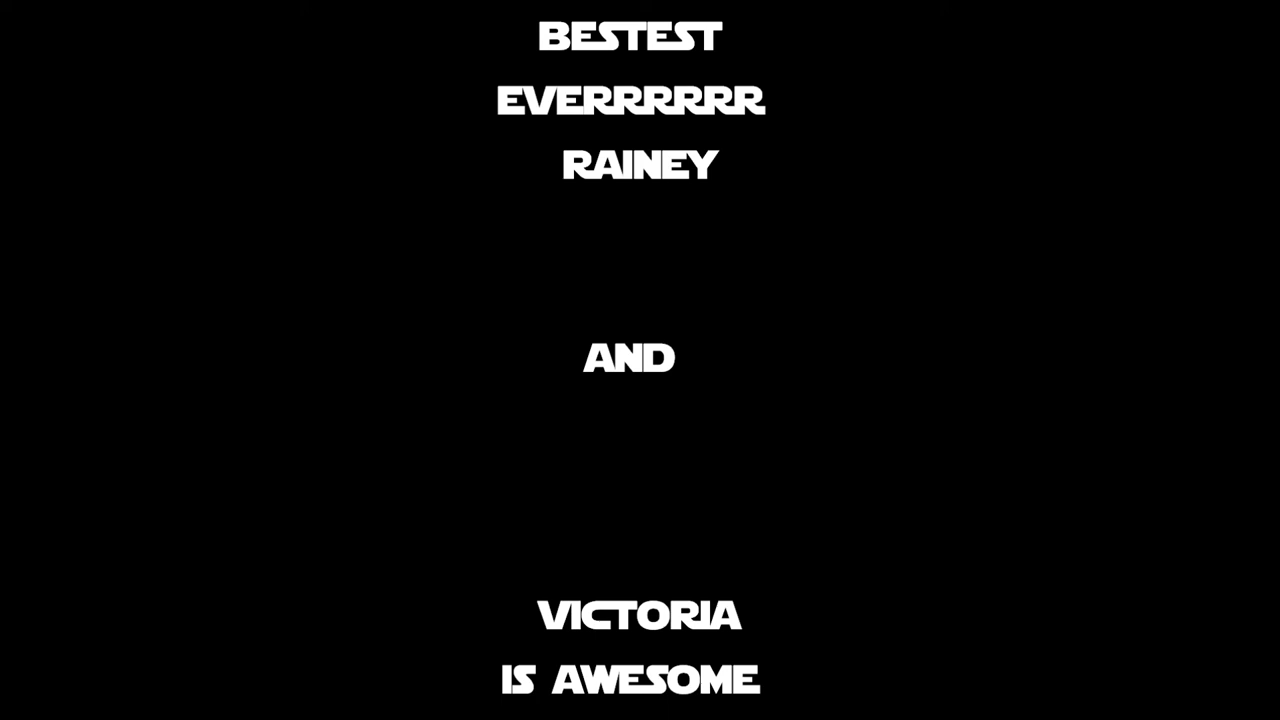 BESTEST
EVERRRRRR
RAINEY
AND
VICTORIA
IS AWESOME